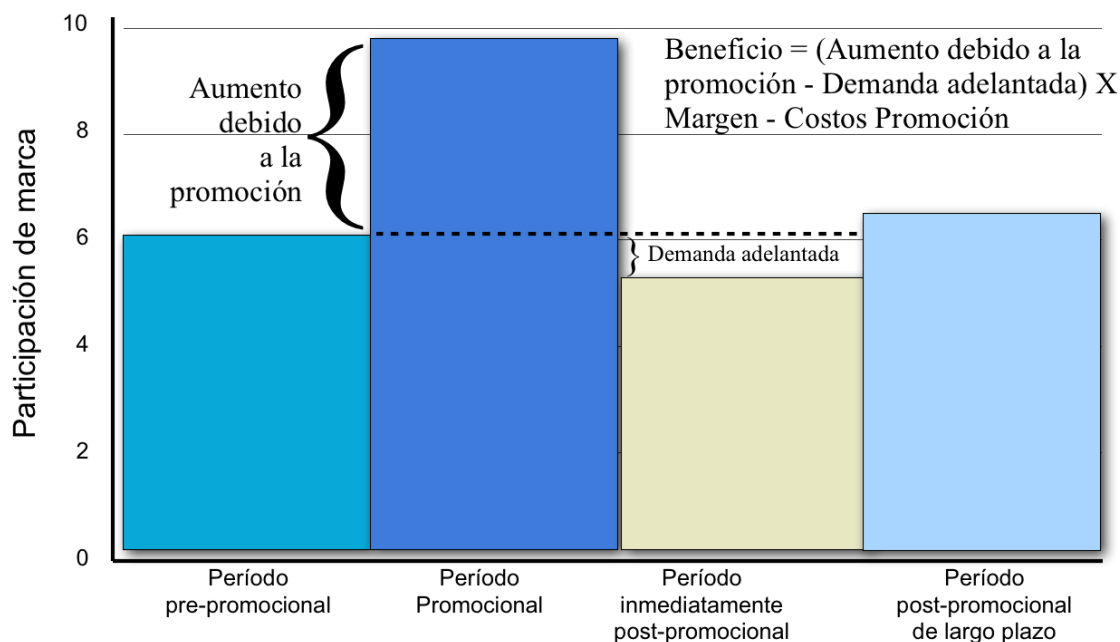 10
8
6
4
2
0
Participación de marca
Aumento
debido
a la
promoción
Beneficio = (Aumento debido a la
promoción - Demanda adelantada) X
Margen - Costos Promoción
} Demanda adelantada
Período
pre-promocional
Período
Promocional
Período
inmediatamente
post-promocional
Período
post-promocional
de largo plazo